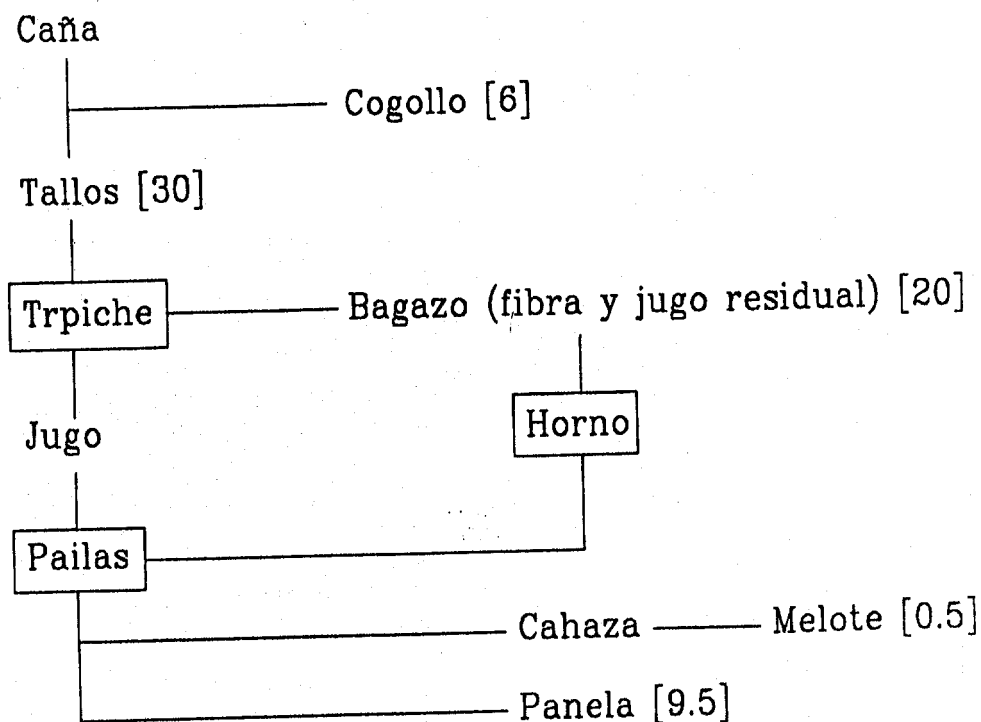 Caña
Cogollo [6]
Tallos [30]
Trpiche
Bagazo (fibra y jugo residual) [20]
Jugo
Horno
Pailas
Cahaza
Melote [0.5]
Panela [9.5]